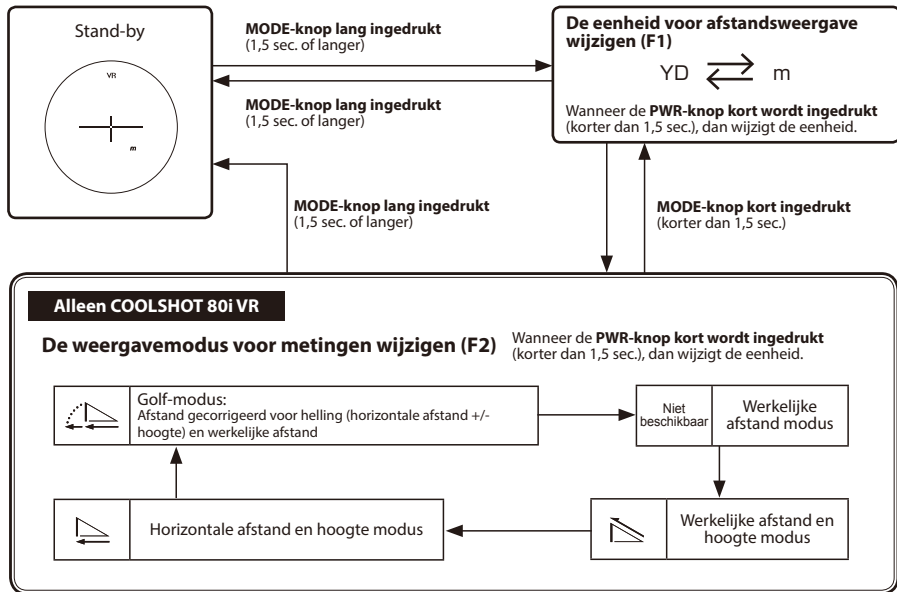 Stand-by
VR
m
MODE-knop lang ingedrukt
(1,5 sec. of langer)
MODE-knop lang ingedrukt
(1,5 sec. of langer)
De eenheid voor afstandsweergave
wijzigen (F1)
YD m
Wanneer de PWR-knop kort wordt ingedrukt
(korter dan 1,5 sec.), dan wijzigt de eenheid.
MODE-knop lang ingedrukt
(1,5 sec. of langer)
MODE-knop kort ingedrukt
(korter dan 1,5 sec.)
Alleen COOLSHOT 80i VR
De weergavemodus voor metingen wijzigen (F2)
Wanneer de PWR-knop kort wordt ingedrukt
(korter dan 1,5 sec.), dan wijzigt de eenheid.
Golf-modus:
Afstand gecorrigeerd voor helling (horizontale afstand +/-
hoogte) en werkelijke afstand
Niet
beschikbaar
Werkelijke
afstand modus
Horizontale afstand en hoogte modus
Werkelijke afstand en
hoogte modus